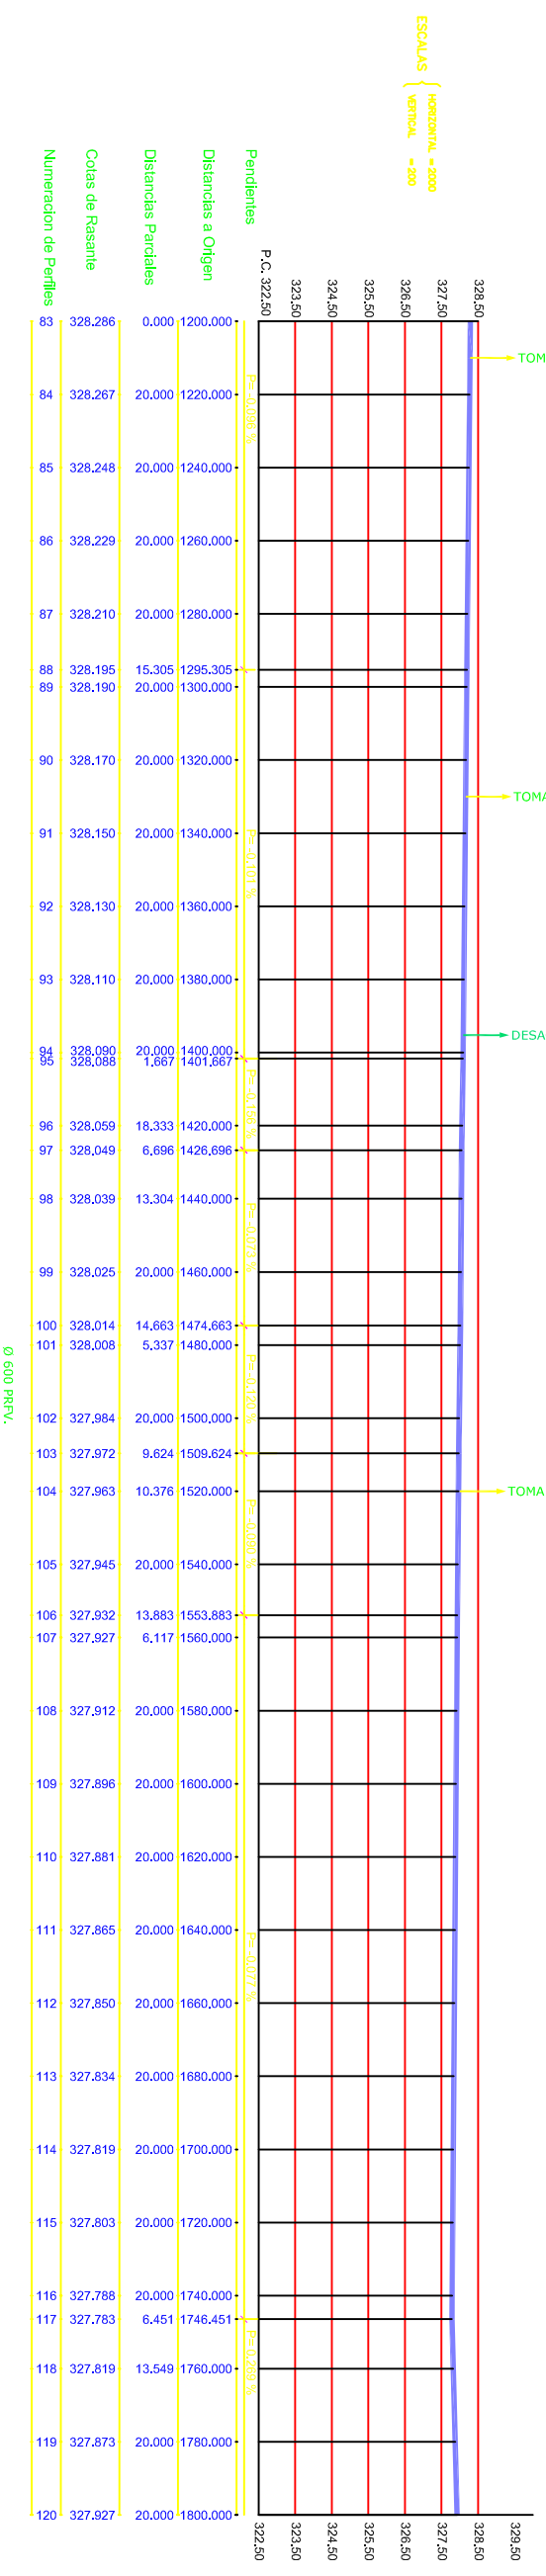 ESCALAS
HORIZONTAL = 2000
VERTICAL = 200
Pendientes
Distancias a Origen
Distancias Parciales
Cotas de Rasante
Numeracion de Perfiles
328.50
327.50
326.50
325.50
324.50
323.50
P.C. 322.50
83 328.286 0.000 1200.000
TOM
84 328.267 20.000 1220.000
85 328.248 20.000 1240.000
86 328.229 20.000 1260.000
87 328.210 20.000 1280.000
88 328.195 15.305 1295.305
89 328.190 20.000 1300.000
90 328.170 20.000 1320.000
TOMA
91 328.150 20.000 1340.000
P= -0.101 %
92 328.130 20.000 1360.000
93 328.110 20.000 1380.000
DESA
94 328.090 20.000 1400.000
95 328.088 1.667 1401.667
P= -0.156 %
96 328.059 18.333 1420.000
97 328.049 6.696 1426.696
98 328.039 13.304 1440.000
P= -0.073 %
99 328.025 20.000 1460.000
100 328.014 14.663 1474.663
101 328.008 5.337 1480.000
P= -0.120 %
102 327.984 20.000 1500.000
103 327.972 9.624 1509.624
104 327.963 10.376 1520.000
TOMA
105 327.945 20.000 1540.000
106 327.932 13.883 1553.883
107 327.927 6.117 1560.000
108 327.912 20.000 1580.000
109 327.896 20.000 1600.000
110 327.881 20.000 1620.000
111 327.865 20.000 1640.000
P= -0.077 %
112 327.850 20.000 1660.000
113 327.834 20.000 1680.000
114 327.819 20.000 1700.000
115 327.803 20.000 1720.000
116 327.788 20.000 1740.000
117 327.783 6.451 1746.451
118 327.819 13.549 1760.000
119 327.873 20.000 1780.000
120 327.927 20.000 1800.000
Ø 600 PREV.
329.50
328.50
327.50
326.50
325.50
324.50
323.50
322.50